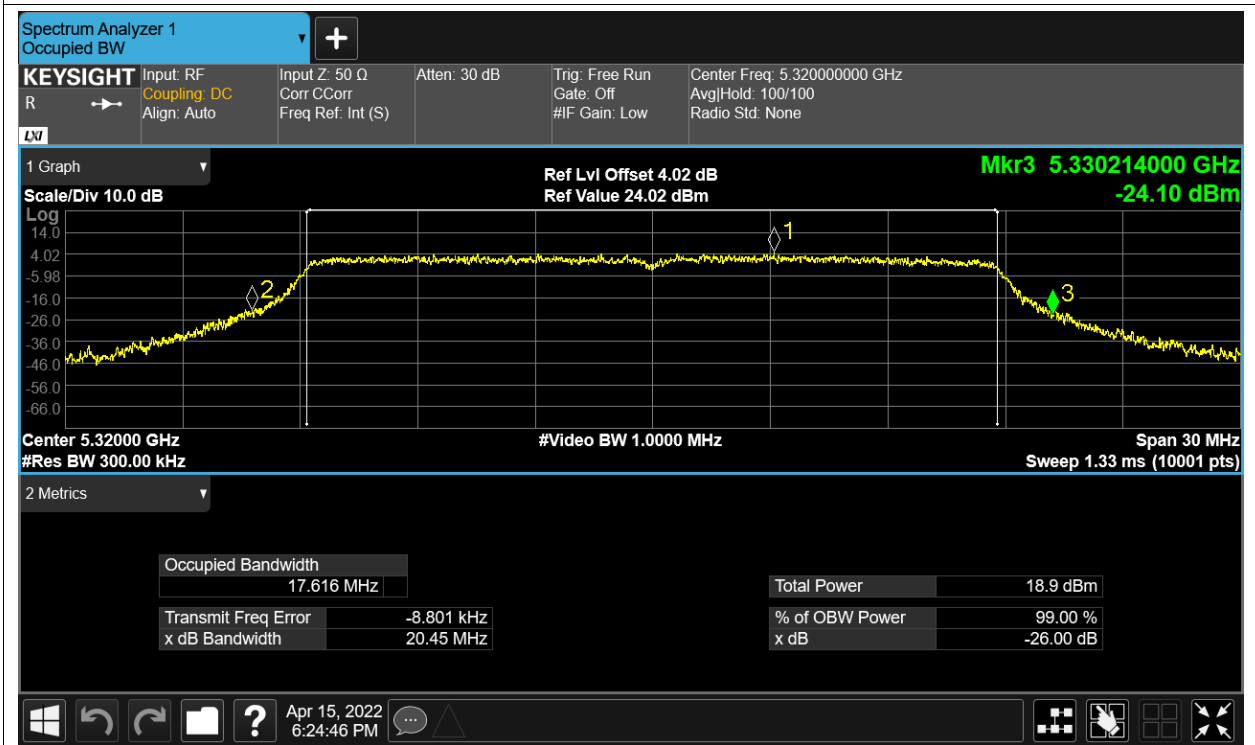 Spectrum Analyzer 1
Occupied BW
KEYSIGHT
R
LXI
Input: RF
Coupling: DC
Align: Auto
Input Z: 50 Ω
Corr CCorr
Freq Ref: Int (S)
Atten: 30 dB
Trig: Free Run
Gate: Off
#IF Gain: Low
Center Freq: 5.320000000 GHz
Avg|Hold: 100/100
Radio Std: None
1 Graph
Scale/Div 10.0 dB
Ref Lvl Offset 4.02 dB
Ref Value 24.02 dBm
Mkr3 5.330214000 GHz
-24.10 dBm
Log
14.0
4.02
-5.98
-16.0
-26.0
-36.0
-46.0
-56.0
-66.0
1
2
3
Center 5.32000 GHz
#Res BW 300.00 kHz
#Video BW 1.0000 MHz
Span 30 MHz
Sweep 1.33 ms (10001 pts)
2 Metrics
Occupied Bandwidth
17.616 MHz
Transmit Freq Error -8.801 kHz
x dB Bandwidth 20.45 MHz
Total Power 18.9 dBm
% of OBW Power 99.00 %
x dB -26.00 dB
Apr 15, 2022
6:24:46 PM